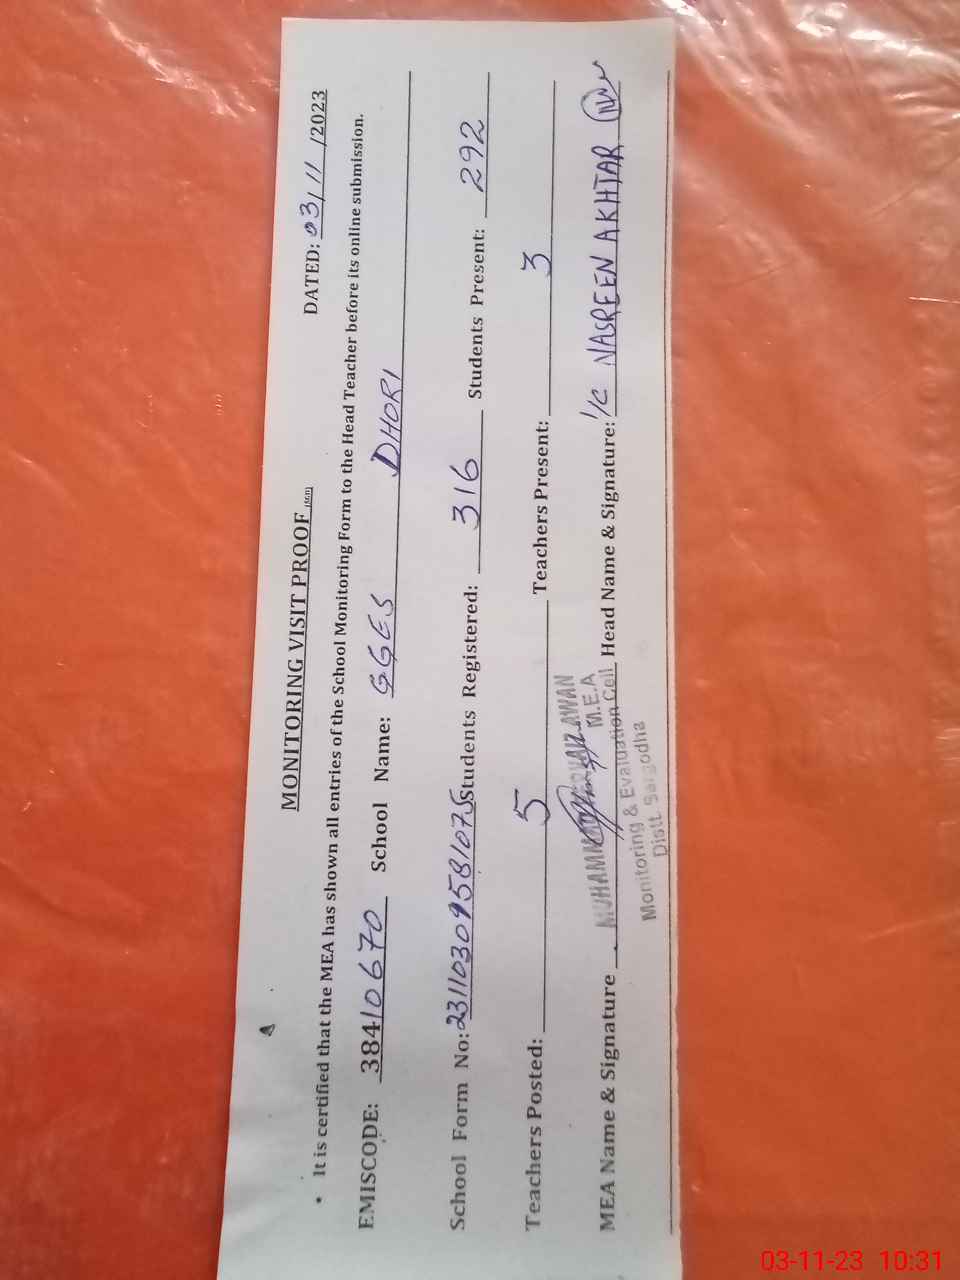 MONITORING VISIT PROOF
DATED: 03/11/2023
• It is certified that the MEA has shown all entries of the School Monitoring Form to the Head Teacher before its online submission.
EMISCODE: 38410670 School Name: GGES DHORI
School Form No: 23110309581075 Students Registered: 316 Students Present: 292
Teachers Posted: 5 Teachers Present: 3
MEA Name & Signature Head Name & Signature: I/C NASREEN AKHTAR
AWAN
M.E.A
Monitoring & Evaluation Cell
Distt. Sargodha
03-11-23 10:31